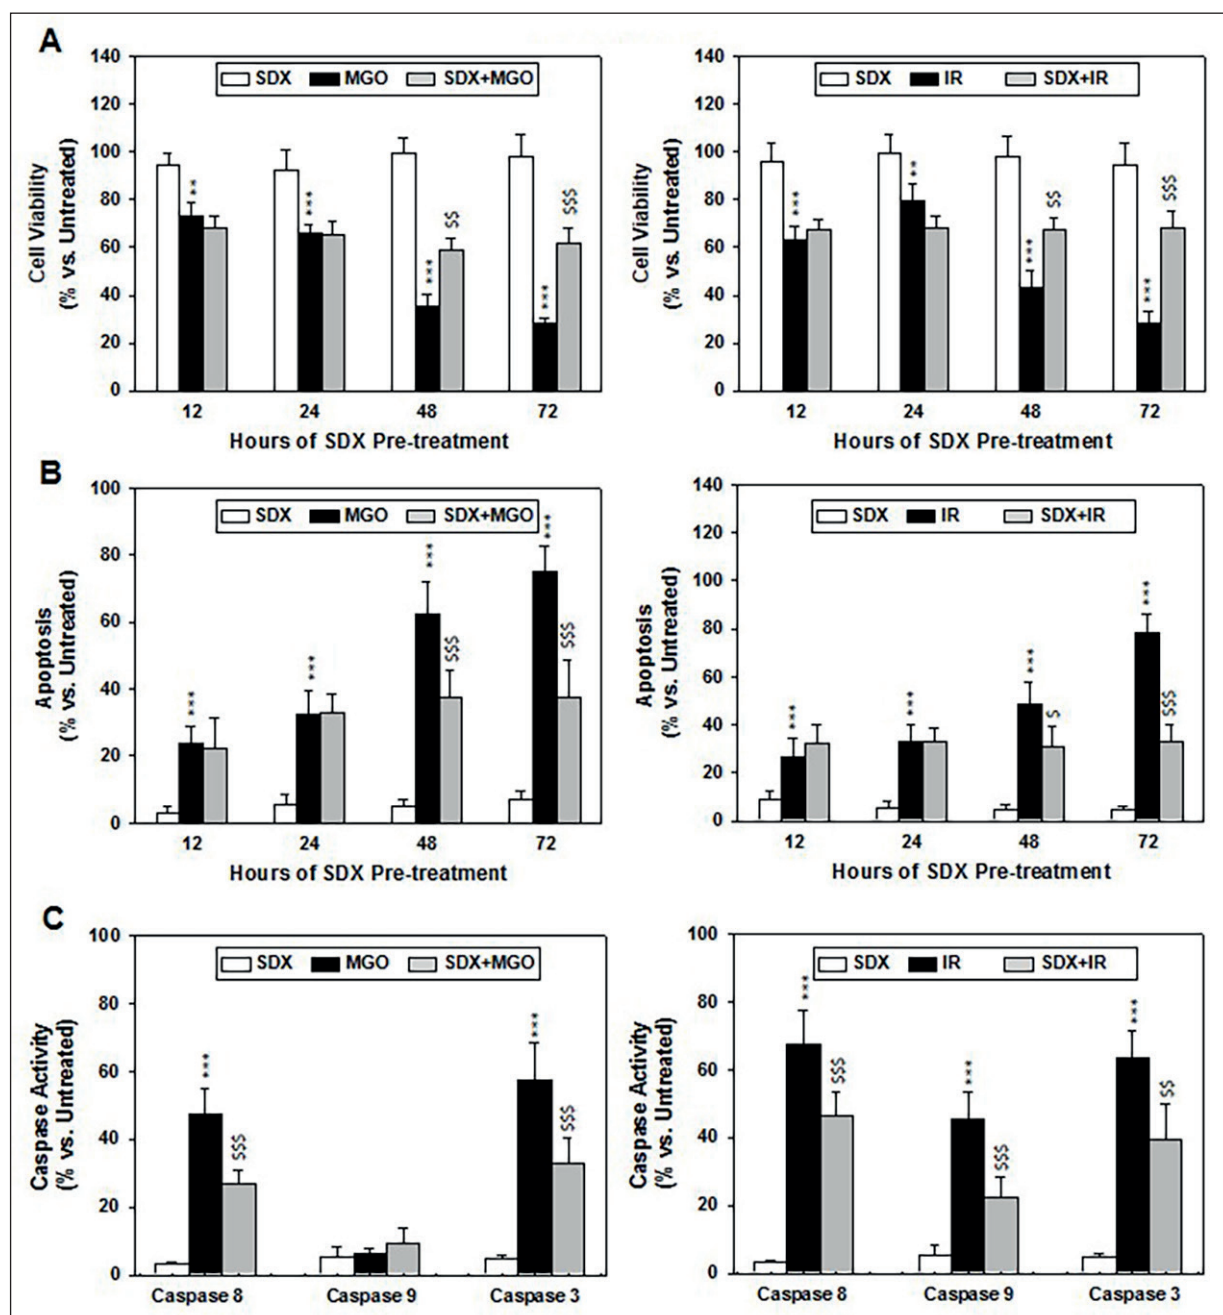 A
140
120
100
80
60
40
20
0
Cell Viability
(% vs. Untreated)
SDX MGO SDX+MGO
**
***
***
$$
***
$$$
12 24 48 72
Hours of SDX Pre-treatment
140
120
100
80
60
40
20
0
Cell Viability
(% vs. Untreated)
SDX IR SDX+IR
***
**
***
$$
***
$$$
12 24 48 72
Hours of SDX Pre-treatment
B
100
80
60
40
20
0
Apoptosis
(% vs. Untreated)
SDX MGO SDX+MGO
***
***
***
$$$
***
$$$
12 24 48 72
Hours of SDX Pre-treatment
140
120
100
80
60
40
20
0
Apoptosis
(% vs. Untreated)
SDX IR SDX+IR
***
***
***
$
***
$$$
12 24 48 72
Hours of SDX Pre-treatment
C
100
80
60
40
20
0
Caspase Activity
(% vs. Untreated)
SDX MGO SDX+MGO
***
$$$
***
$$$
Caspase 8 Caspase 9 Caspase 3
100
80
60
40
20
0
Caspase Activity
(% vs. Untreated)
SDX IR SDX+IR
***
$$$
***
$$$
***
$$
Caspase 8 Caspase 9 Caspase 3